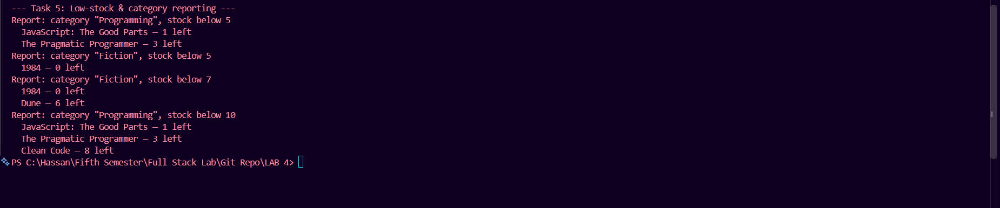 --- Task 5: Low-stock & category reporting ---
Report: category "Programming", stock below 5
  JavaScript: The Good Parts — 1 left
  The Pragmatic Programmer — 3 left
Report: category "Fiction", stock below 5
  1984 — 0 left
Report: category "Fiction", stock below 7
  1984 — 0 left
  Dune — 6 left
Report: category "Programming", stock below 10
  JavaScript: The Good Parts — 1 left
  The Pragmatic Programmer — 3 left
  Clean Code — 8 left
PS C:\Hassan\Fifth Semester\Full Stack Lab\Git Repo\LAB 4>